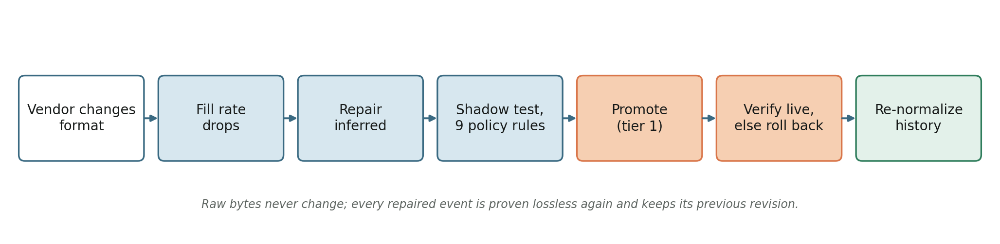 Vendor changes
format
Fill rate
drops
Repair
inferred
Shadow test,
9 policy rules
Promote
(tier 1)
Verify live,
else roll back
Re-normalize
history
Raw bytes never change; every repaired event is proven lossless again and keeps its previous revision.